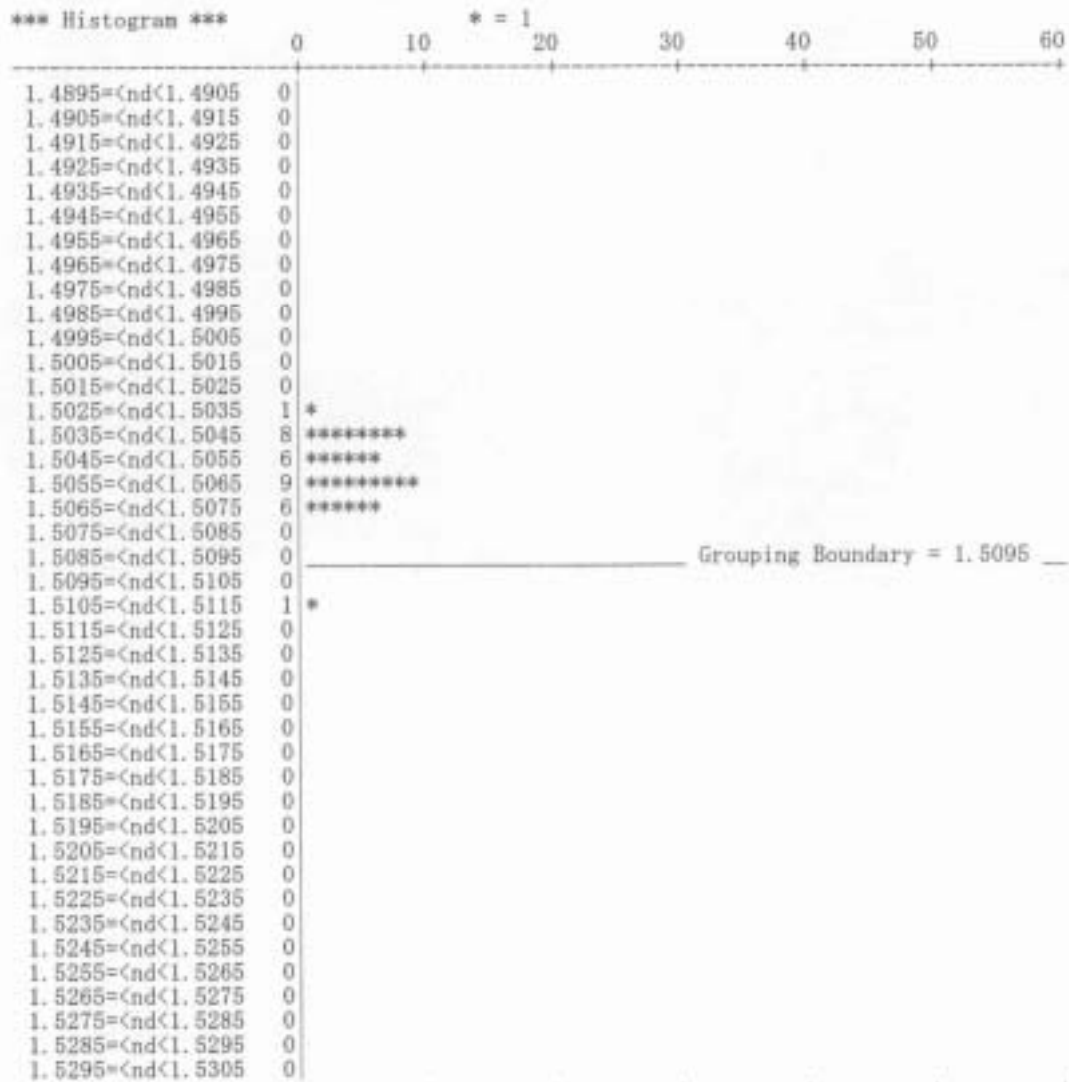 *** Histogram *** * = 1
0 10 20 30 40 50 60
1.4895=<nd<1.4905 0
1.4905=<nd<1.4915 0
1.4915=<nd<1.4925 0
1.4925=<nd<1.4935 0
1.4935=<nd<1.4945 0
1.4945=<nd<1.4955 0
1.4955=<nd<1.4965 0
1.4965=<nd<1.4975 0
1.4975=<nd<1.4985 0
1.4985=<nd<1.4995 0
1.4995=<nd<1.5005 0
1.5005=<nd<1.5015 0
1.5015=<nd<1.5025 0
1.5025=<nd<1.5035 1 *
1.5035=<nd<1.5045 8 ********
1.5045=<nd<1.5055 6 ******
1.5055=<nd<1.5065 9 *********
1.5065=<nd<1.5075 6 ******
1.5075=<nd<1.5085 0
1.5085=<nd<1.5095 0 Grouping Boundary = 1.5095
1.5095=<nd<1.5105 0
1.5105=<nd<1.5115 1 *
1.5115=<nd<1.5125 0
1.5125=<nd<1.5135 0
1.5135=<nd<1.5145 0
1.5145=<nd<1.5155 0
1.5155=<nd<1.5165 0
1.5165=<nd<1.5175 0
1.5175=<nd<1.5185 0
1.5185=<nd<1.5195 0
1.5195=<nd<1.5205 0
1.5205=<nd<1.5215 0
1.5215=<nd<1.5225 0
1.5225=<nd<1.5235 0
1.5235=<nd<1.5245 0
1.5245=<nd<1.5255 0
1.5255=<nd<1.5265 0
1.5265=<nd<1.5275 0
1.5275=<nd<1.5285 0
1.5285=<nd<1.5295 0
1.5295=<nd<1.5305 0